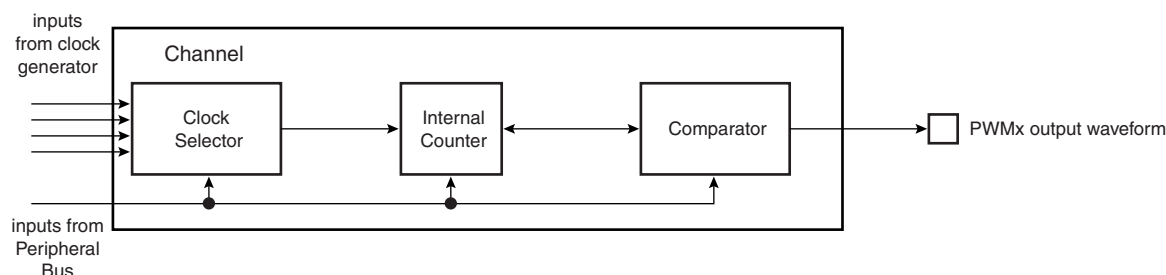 inputs
from clock
generator
Channel
Clock
Selector
Internal
Counter
Comparator
PWMx output waveform
inputs from
Peripheral
Bus